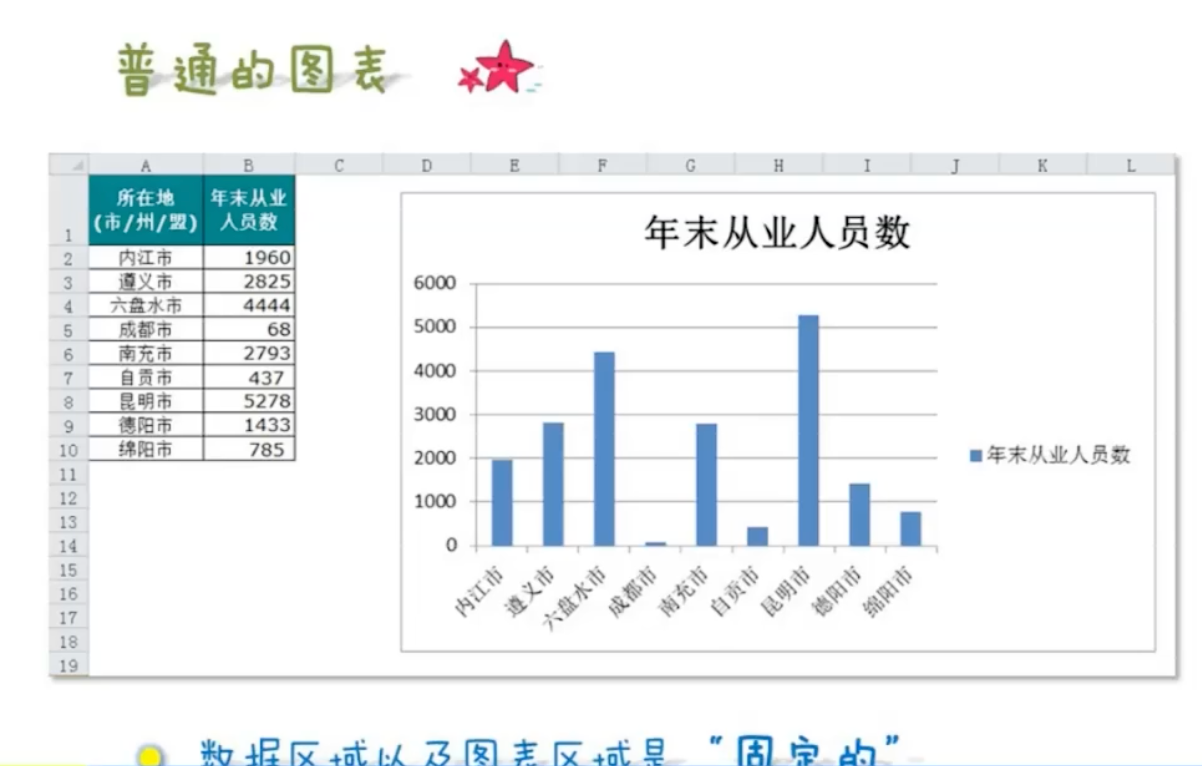 普通的图表
A B C D E F G H I J K L
1 所在地 年末从业
(市/州/盟) 人员数
2 内江市 1960
3 遵义市 2825
4 六盘水市 4444
5 成都市 68
6 南充市 2793
7 自贡市 437
8 昆明市 5278
9 德阳市 1433
10 绵阳市 785
11
12
13
14
15
16
17
18
19
年末从业人员数
6000
5000
4000
3000
2000
1000
0
内江市 遵义市 六盘水市 成都市 南充市 自贡市 昆明市 德阳市 绵阳市
年末从业人员数
数据区域以及图表区域是“固定的”